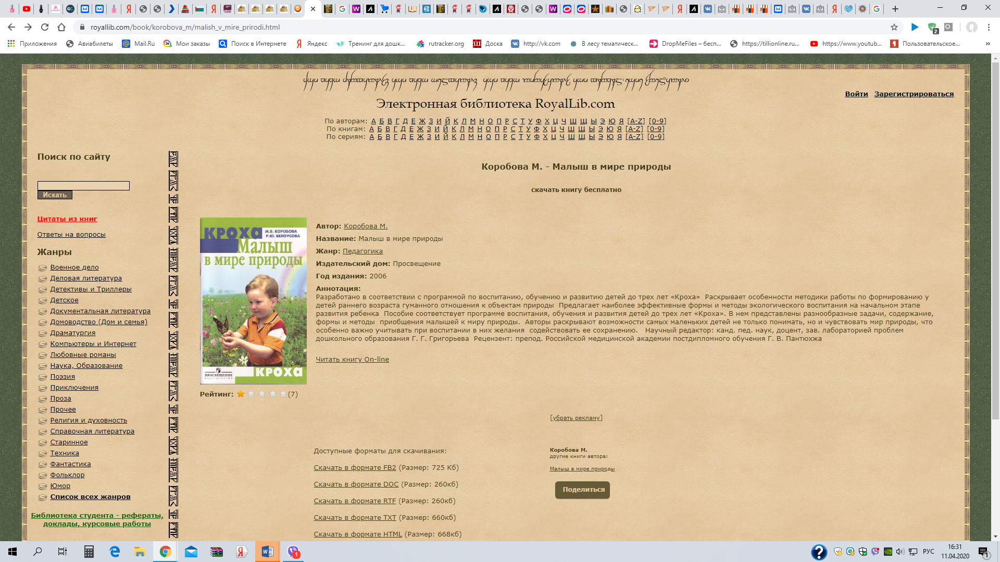 royallib.com/book/korobova_m/malish_v_mire_prirodi.html
Приложения Авиабилеты Mail.Ru Мои заказы Поиск в Интернете Яндекс Тренинг для дошк... rutracker.org Доска http://vk.com В лесу тематическ... DropMeFiles – бесп... https://tillionline.ru... https://www.youtub... Пользовательское... »
Войти Зарегистрироваться
Электронная библиотека RoyalLib.com
По авторам: А Б В Г Д Е Ж З И Й К Л М Н О П Р С Т У Ф Х Ц Ч Ш Щ Ы Э Ю Я [A-Z] [0-9]
По книгам: А Б В Г Д Е Ж З И Й К Л М Н О П Р С Т У Ф Х Ц Ч Ш Щ Ы Э Ю Я [A-Z] [0-9]
По сериям: А Б В Г Д Е Ж З И Й К Л М Н О П Р С Т У Ф Х Ц Ч Ш Щ Ы Э Ю Я [A-Z] [0-9]
Поиск по сайту
Искать
Цитаты из книг
Ответы на вопросы
Жанры
Военное дело
Деловая литература
Детективы и Триллеры
Детское
Документальная литература
Домоводство (Дом и семья)
Драматургия
Компьютеры и Интернет
Любовные романы
Наука, Образование
Поэзия
Приключения
Проза
Прочее
Религия и духовность
Справочная литература
Старинное
Техника
Фантастика
Фольклор
Юмор
Список всех жанров
Библиотека студента - рефераты,
доклады, курсовые работы
Коробова М. - Малыш в мире природы
скачать книгу бесплатно
кроха
М.В. КОРОБОВА
Р.Ю. БЕЛОУСОВА
Малыш
в мире природы
ПРОСВЕЩЕНИЕ
кроха
Рейтинг: (7)
Автор: Коробова М.
Название: Малыш в мире природы
Жанр: Педагогика
Издательский дом: Просвещение
Год издания: 2006
Аннотация:
Разработано в соответствии с программой по воспитанию, обучению и развитию детей до трех лет «Кроха»  Раскрывает особенности методики работы по формированию у
детей раннего возраста гуманного отношения к объектам природы  Предлагает наиболее эффективные формы и методы экологического воспитания на начальном этапе
развития ребенка  Пособие соответствует программе воспитания, обучения и развития детей до трех лет «Кроха». В нем представлены разнообразные задачи, содержание,
формы и методы  приобщения малышей к миру природы.  Авторы раскрывают возможности самых маленьких детей не только понимать, но и чувствовать мир природы, что
особенно важно учитывать при воспитании в них желания  содействовать ее сохранению.   Научный редактор: канд. пед. наук, доцент, зав. лабораторией проблем
дошкольного образования Г. Г. Григорьева  Рецензент: препод. Российской медицинской академии постдипломного обучения Г. В. Пантюхжа
Читать книгу On-line
[убрать рекламу]
Доступные форматы для скачивания:
Скачать в формате FB2 (Размер: 725 Кб)
Скачать в формате DOC (Размер: 260кб)
Скачать в формате RTF (Размер: 260кб)
Скачать в формате TXT (Размер: 660кб)
Скачать в формате HTML (Размер: 668кб)
Коробова М.
другие книги автора:
Малыш в мире природы
Поделиться
РУС
16:31
11.04.2020